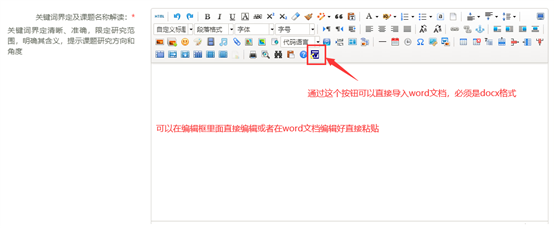 关键词界定及课题名称解读：*
关键词界定清晰、准确，限定研究范
围，明确其含义，提示课题研究方向和
角度
HTML
B I U A ABC X² X₂
自定义标题 段落格式 字体 字号
代码语言
通过这个按钮可以直接导入word文档，必须是docx格式
可以在编辑框里面直接编辑或者在word文档编辑好直接粘贴